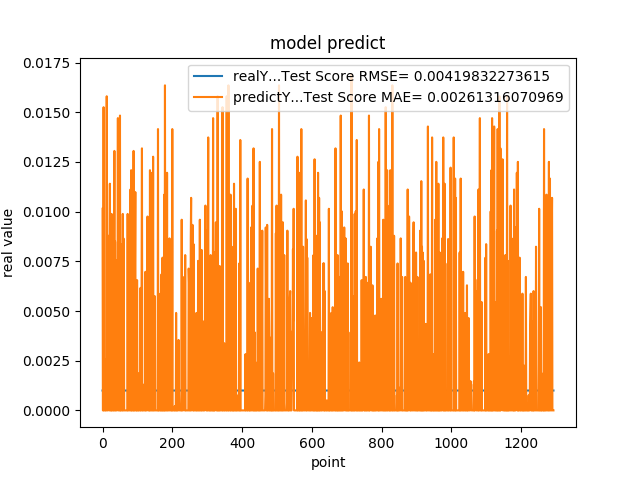 model predict
realY...Test Score RMSE= 0.00419832273615
predictY...Test Score MAE= 0.00261316070969
real value
0.0175
0.0150
0.0125
0.0100
0.0075
0.0050
0.0025
0.0000
0 200 400 600 800 1000 1200
point